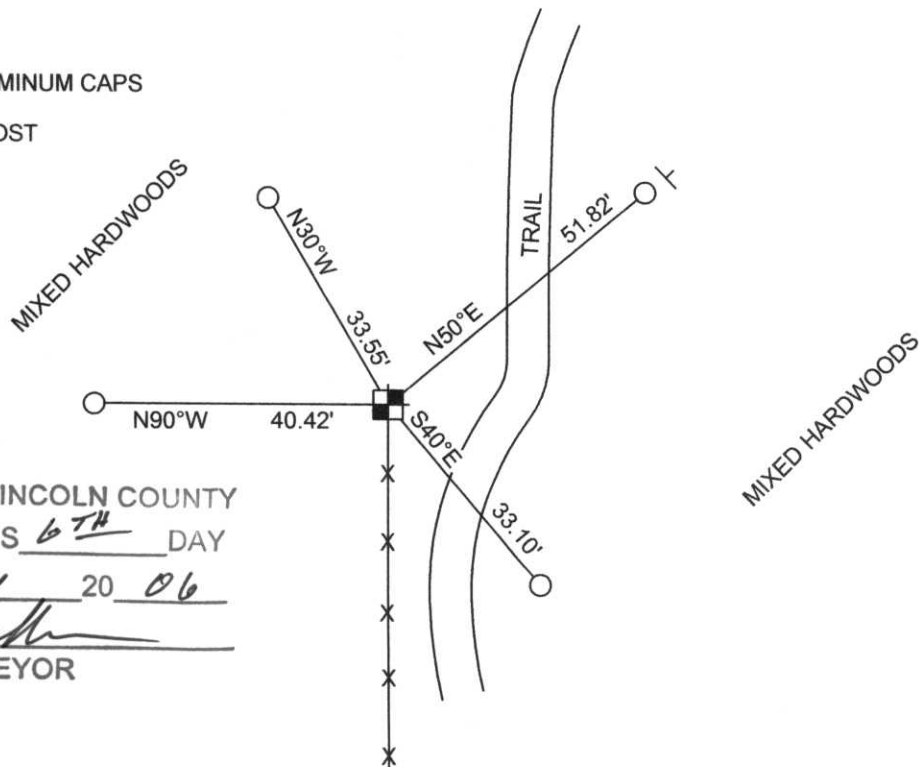 MINUM CAPS
OST
MIXED HARDWOODS
N30°W
33.55'
TRAIL
51.82'
N50°E
N90°W
40.42'
S40°E
33.10'
MIXED HARDWOODS
INCOLN COUNTY
S 6TH DAY
20 06
EYOR
X
X
X
X
X